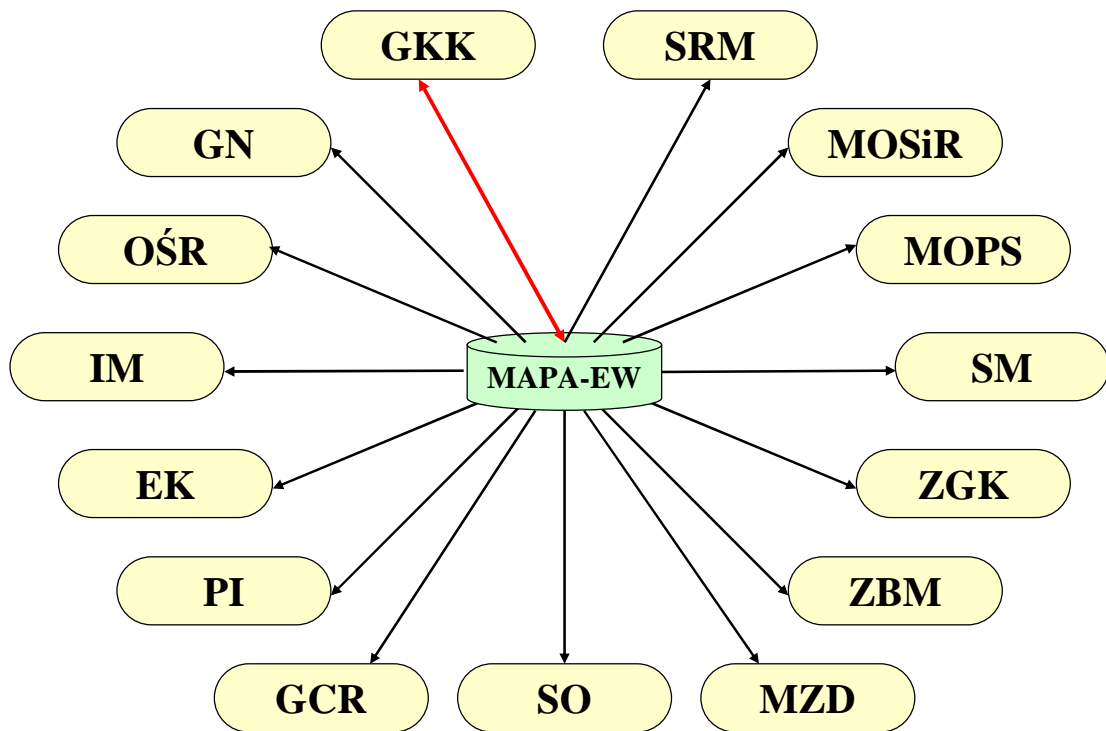 GKK
SRM
GN
MOSiR
OŚR
MOPS
IM
MAPA-EW
SM
EK
ZGK
PI
ZBM
GCR
SO
MZD